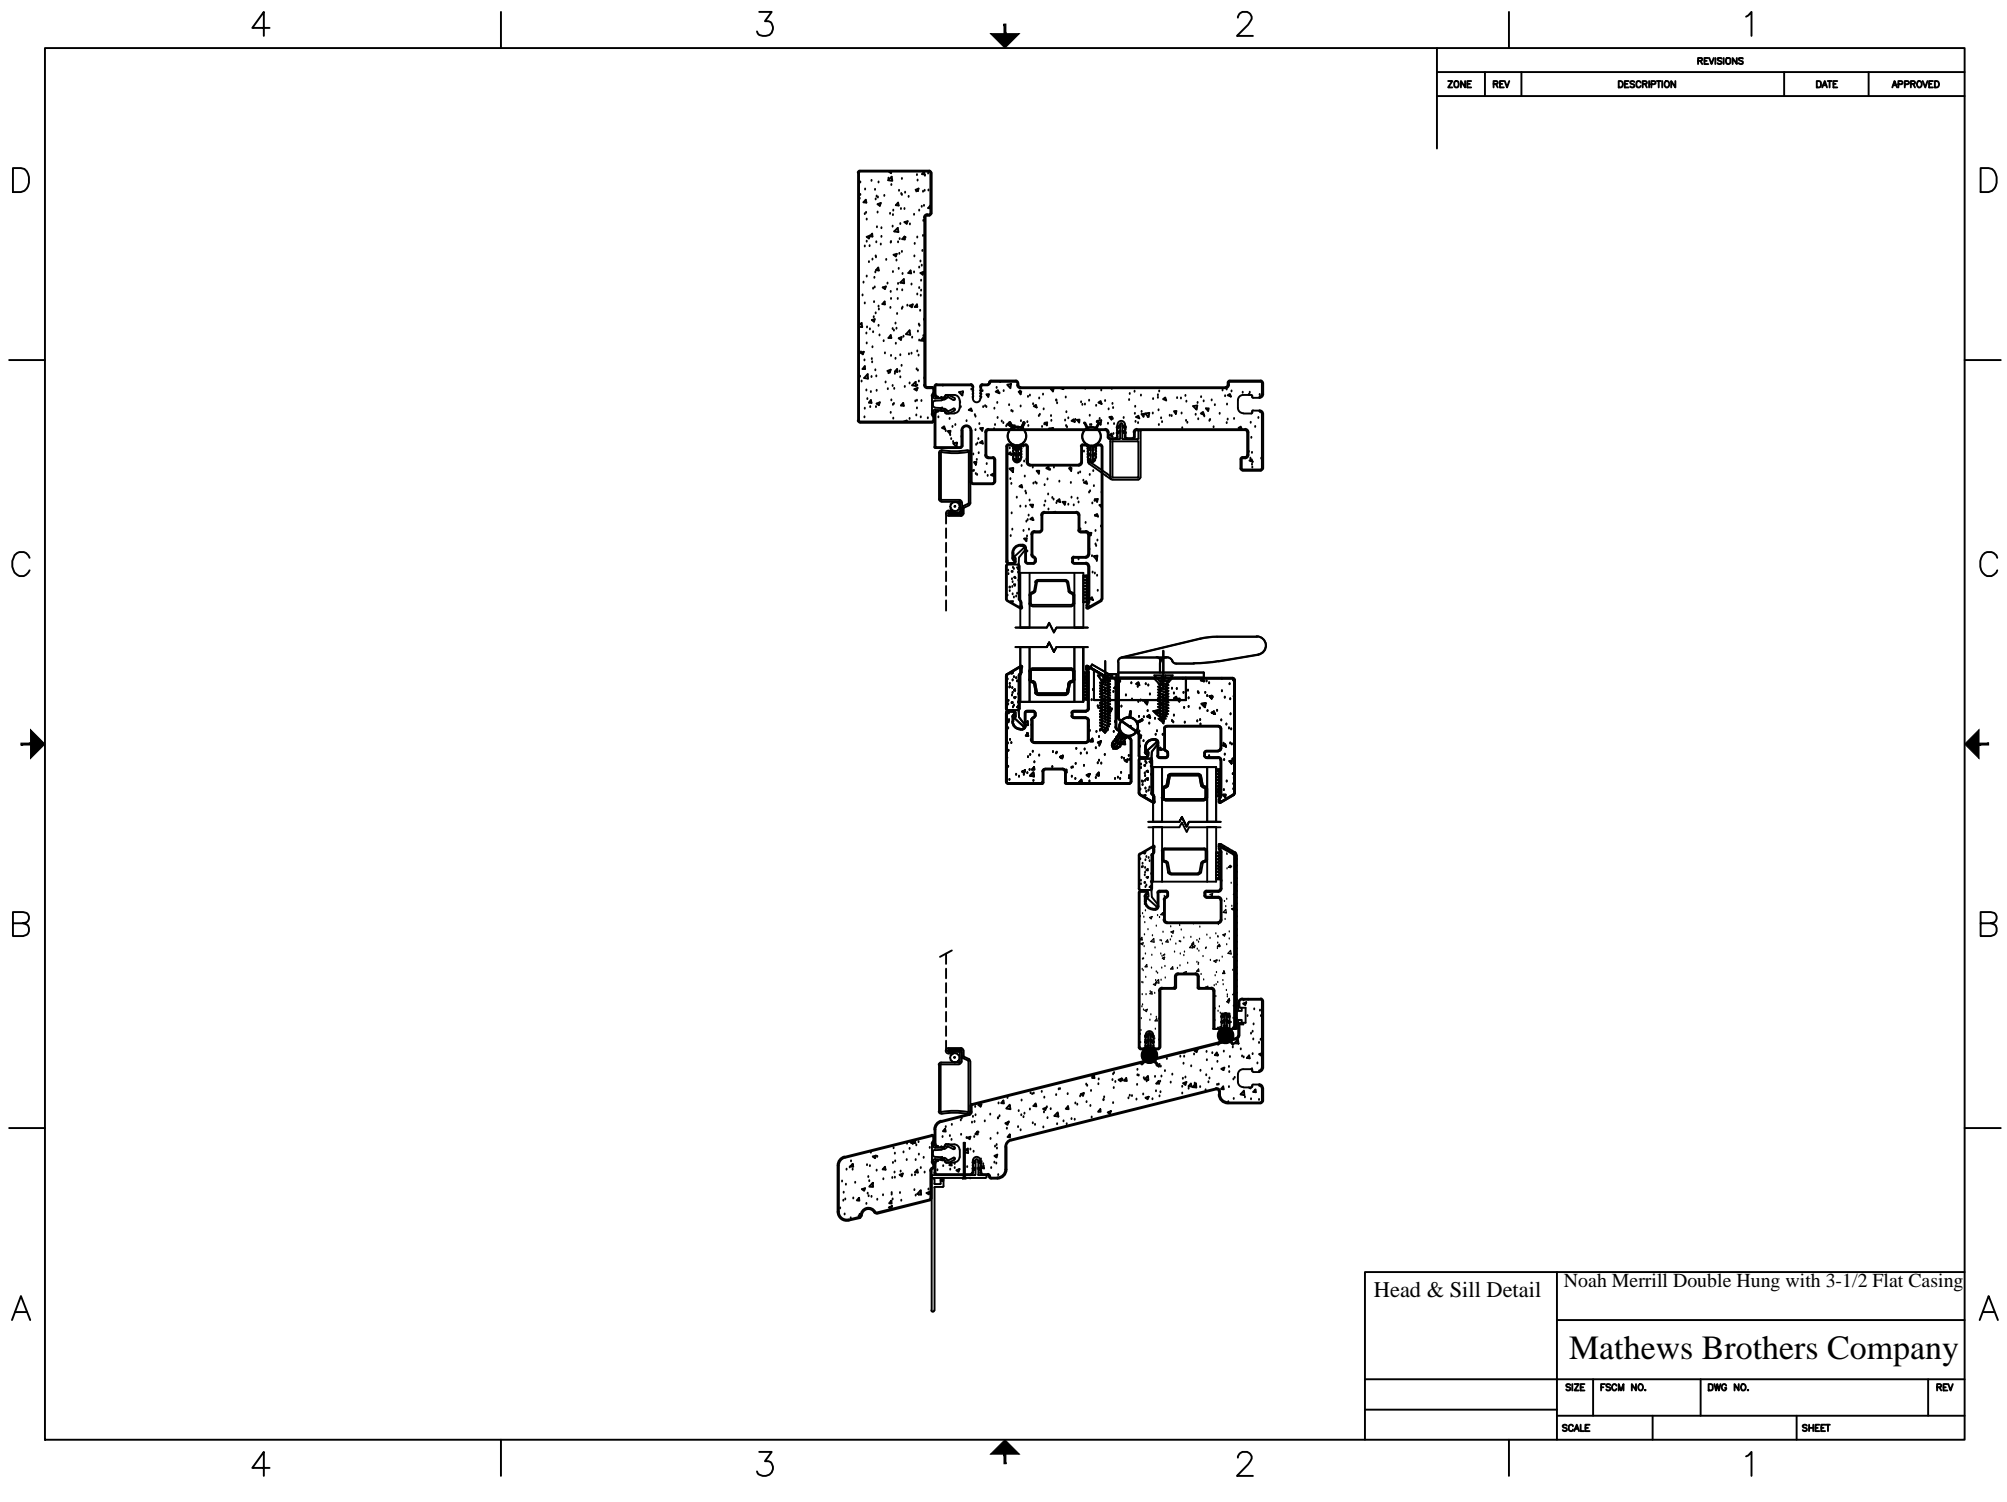 4 3 2 1
REVISIONS
ZONE REV DESCRIPTION DATE APPROVED
D D
C C
B B
Head & Sill Detail
Noah Merrill Double Hung with 3-1/2 Flat Casing
A A
Mathews Brothers Company
SIZE FSCM NO. DWG NO. REV
SCALE SHEET
4 3 2 1